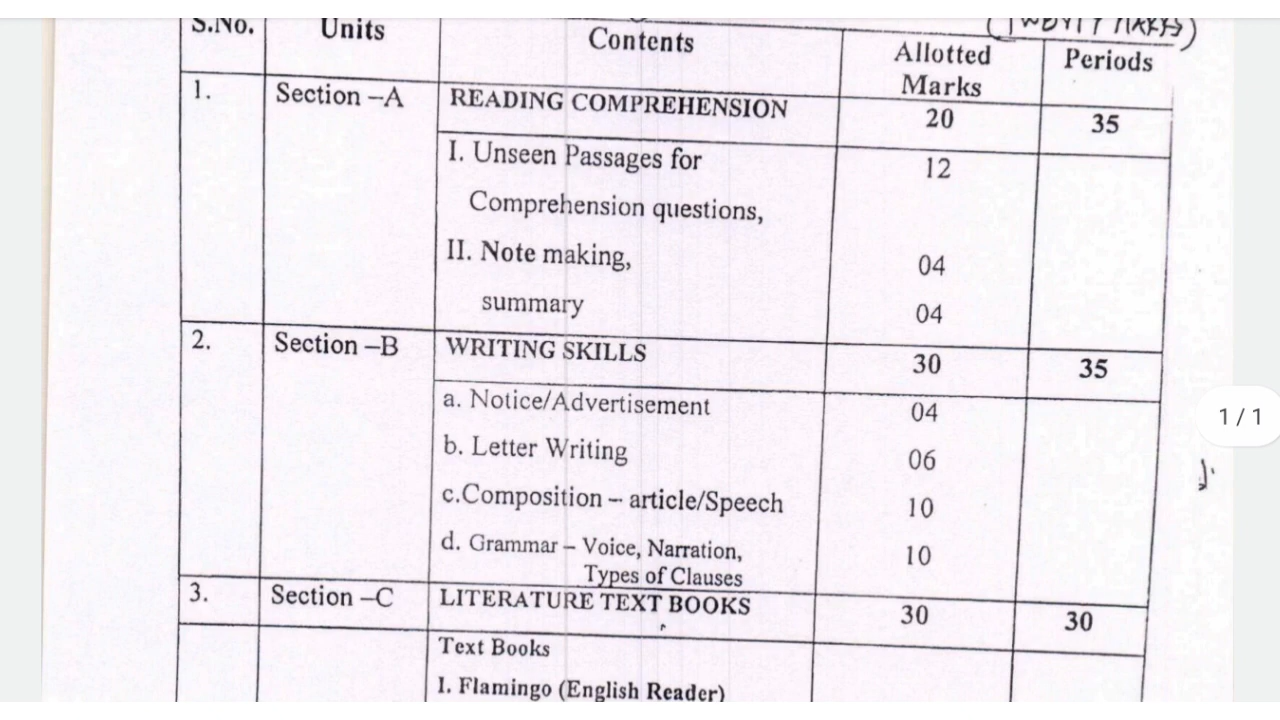 (TWENTY MARKS)
S.No. Units Contents Allotted Marks Periods
1. Section –A READING COMPREHENSION 20 35
I. Unseen Passages for 12
Comprehension questions,
II. Note making, 04
summary 04
2. Section –B WRITING SKILLS 30 35
a. Notice/Advertisement 04
b. Letter Writing 06
c.Composition – article/Speech 10
d. Grammar – Voice, Narration, 10
Types of Clauses
3. Section –C LITERATURE TEXT BOOKS 30 30
Text Books
I. Flamingo (English Reader)
1 / 1